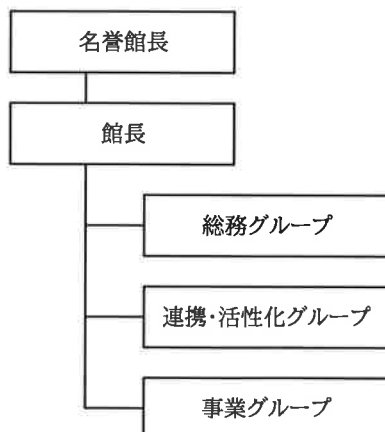 名誉館長
館長
総務グループ
連携・活性化グループ
事業グループ